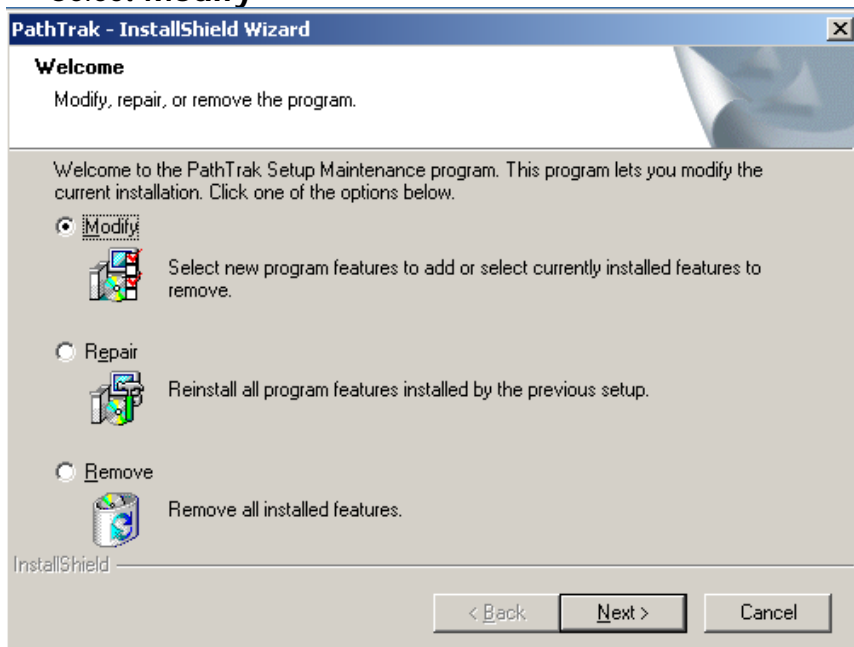 Select Modify
PathTrak - InstallShield Wizard
Welcome
Modify, repair, or remove the program.
Welcome to the PathTrak Setup Maintenance program. This program lets you modify the
current installation. Click one of the options below.
Modify
Select new program features to add or select currently installed features to
remove.
Repair
Reinstall all program features installed by the previous setup.
Remove
Remove all installed features.
InstallShield
< Back Next > Cancel